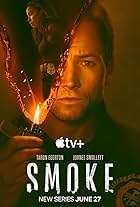 tv+
TARON EGERTON JURNEE SMOLLETT
SMOKE
NEW SERIES JUNE 27